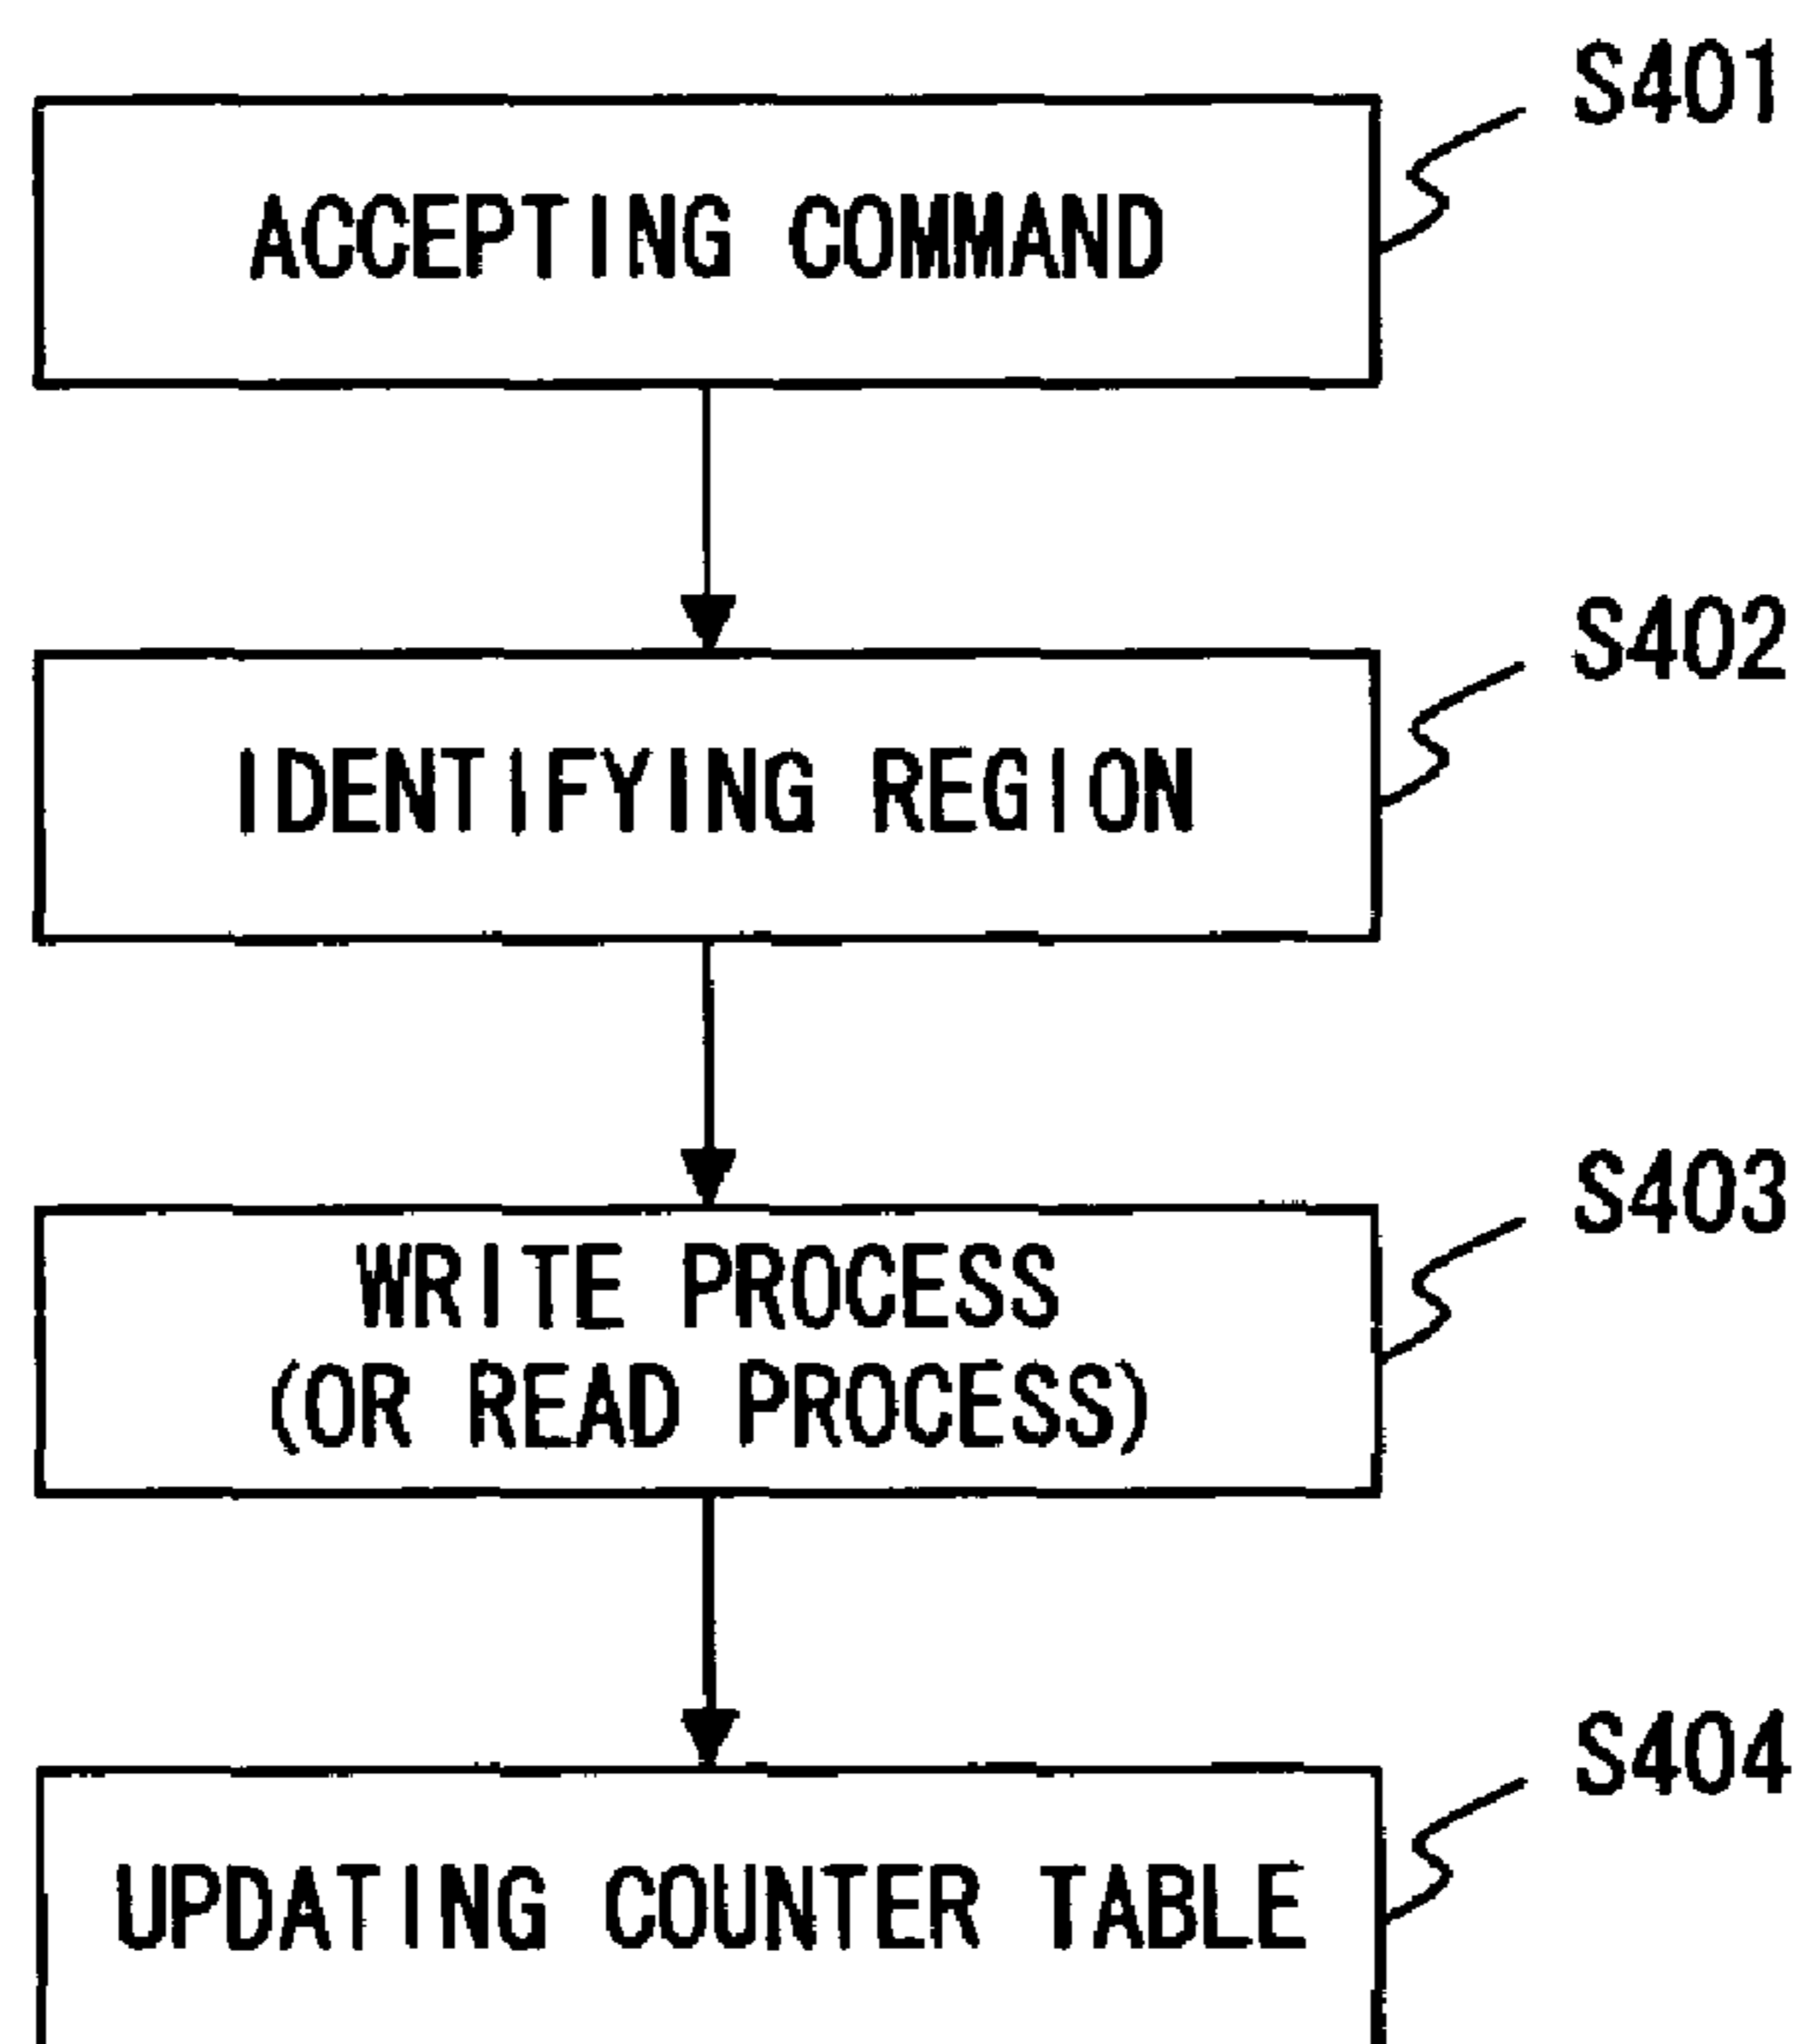 S401
ACCEPTING COMMAND
S402
IDENTIFYING REGION
S403
WRITE PROCESS
(OR READ PROCESS)
S404
UPDATING COUNTER TABLE